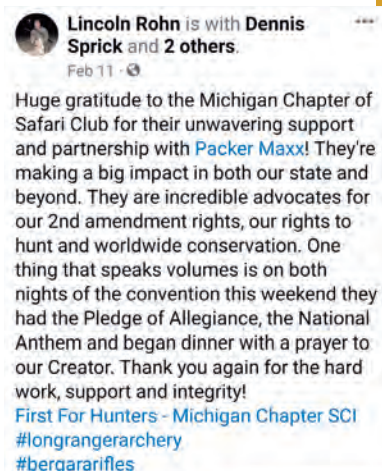 Lincoln Rohn is with Dennis
Sprick and 2 others.
Feb 11 ·
Huge gratitude to the Michigan Chapter of
Safari Club for their unwavering support
and partnership with Packer Maxx! They're
making a big impact in both our state and
beyond. They are incredible advocates for
our 2nd amendment rights, our rights to
hunt and worldwide conservation. One
thing that speaks volumes is on both
nights of the convention this weekend they
had the Pledge of Allegiance, the National
Anthem and began dinner with a prayer to
our Creator. Thank you again for the hard
work, support and integrity!
First For Hunters - Michigan Chapter SCI
#longrangerarchery
#bergararifles